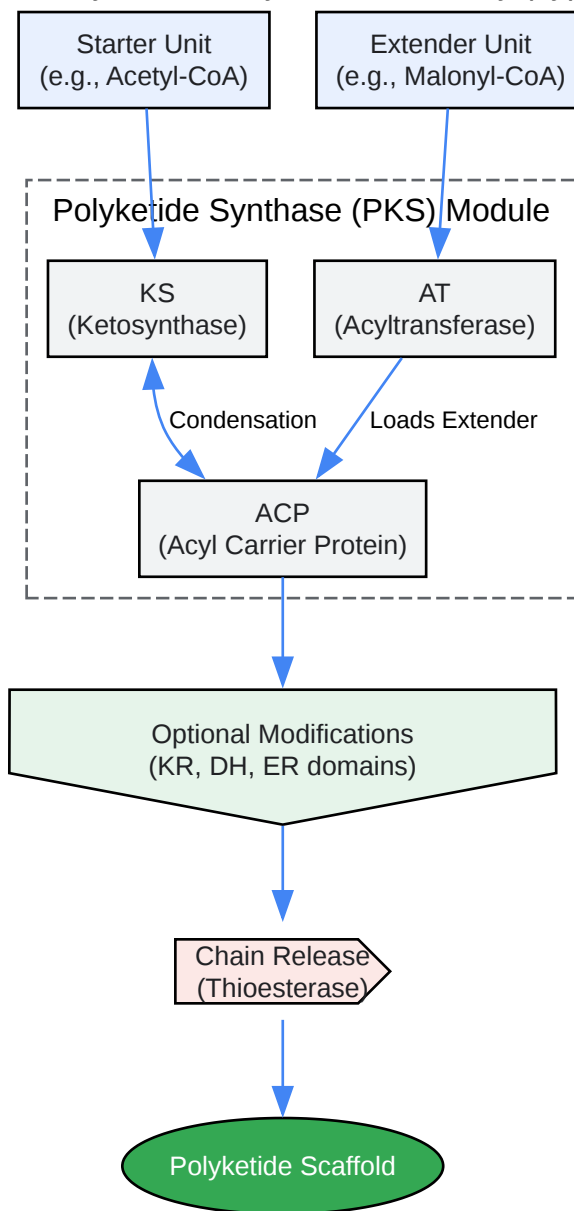 Starter Unit
(e.g., Acetyl-CoA)
Extender Unit
(e.g., Malonyl-CoA)
Polyketide Synthase (PKS) Module
KS
(Ketosynthase)
AT
(Acyltransferase)
Condensation
Loads Extender
ACP
(Acyl Carrier Protein)
Optional Modifications
(KR, DH, ER domains)
Chain Release
(Thioesterase)
Polyketide Scaffold